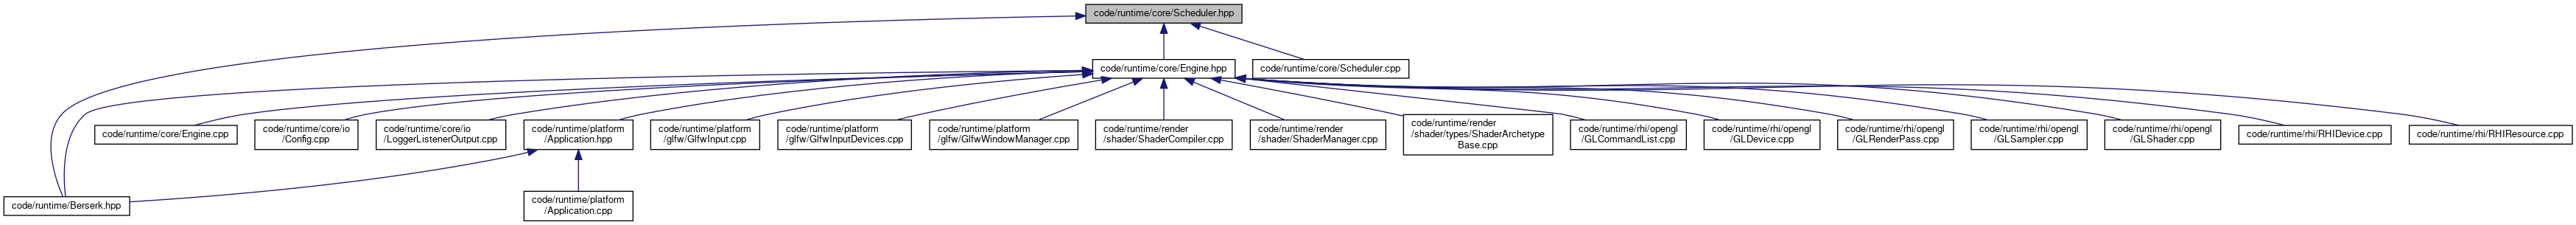 code/runtime/core/Scheduler.hpp
code/runtime/core/Engine.hpp
code/runtime/core/Scheduler.cpp
code/runtime/core/Engine.cpp
code/runtime/core/io
/Config.cpp
code/runtime/core/io
/LoggerListenerOutput.cpp
code/runtime/platform
/Application.hpp
code/runtime/platform
/glfw/GlfwInput.cpp
code/runtime/platform
/glfw/GlfwInputDevices.cpp
code/runtime/platform
/glfw/GlfwWindowManager.cpp
code/runtime/render
/shader/ShaderCompiler.cpp
code/runtime/render
/shader/ShaderManager.cpp
code/runtime/render
/shader/types/ShaderArchetype
Base.cpp
code/runtime/rhi/opengl
/GLCommandList.cpp
code/runtime/rhi/opengl
/GLDevice.cpp
code/runtime/rhi/opengl
/GLRenderPass.cpp
code/runtime/rhi/opengl
/GLSampler.cpp
code/runtime/rhi/opengl
/GLShader.cpp
code/runtime/rhi/RHIDevice.cpp
code/runtime/rhi/RHIResource.cpp
code/runtime/Berserk.hpp
code/runtime/platform
/Application.cpp